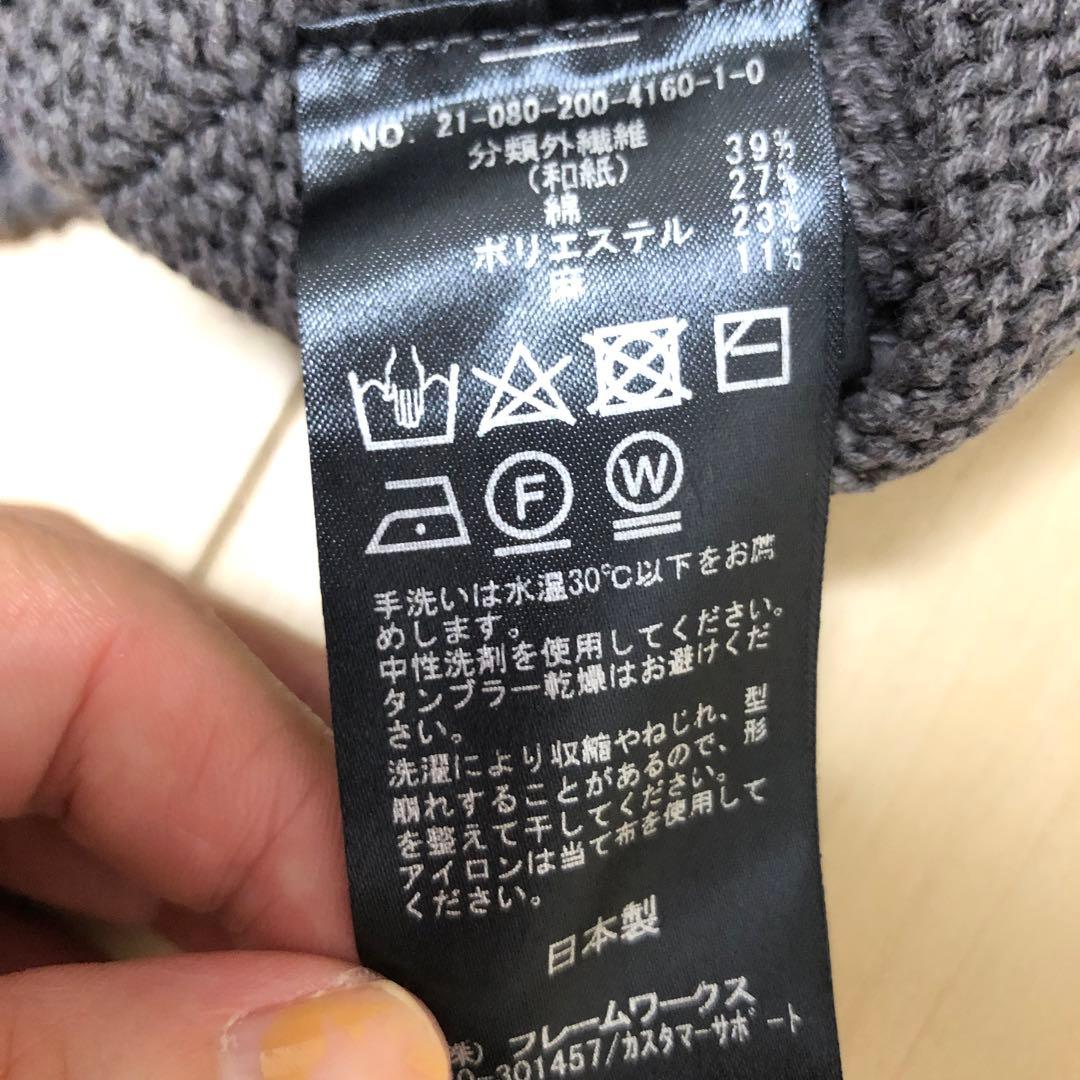 NO. 21-080-200-4160-1-0
分類外繊維 39%
(和紙) 27%
綿 23%
ポリエステル 11%
麻
F W
手洗いは水温30℃以下をお薦
めします。
中性洗剤を使用してください。
タンブラー乾燥はお避けくだ
さい。
洗濯により収縮やねじれ、型
崩れすることがあるので、形
を整えて干してください。
アイロンは当て布を使用して
ください。
日本製
フレームワークス
0-301457/カスタマーサポート